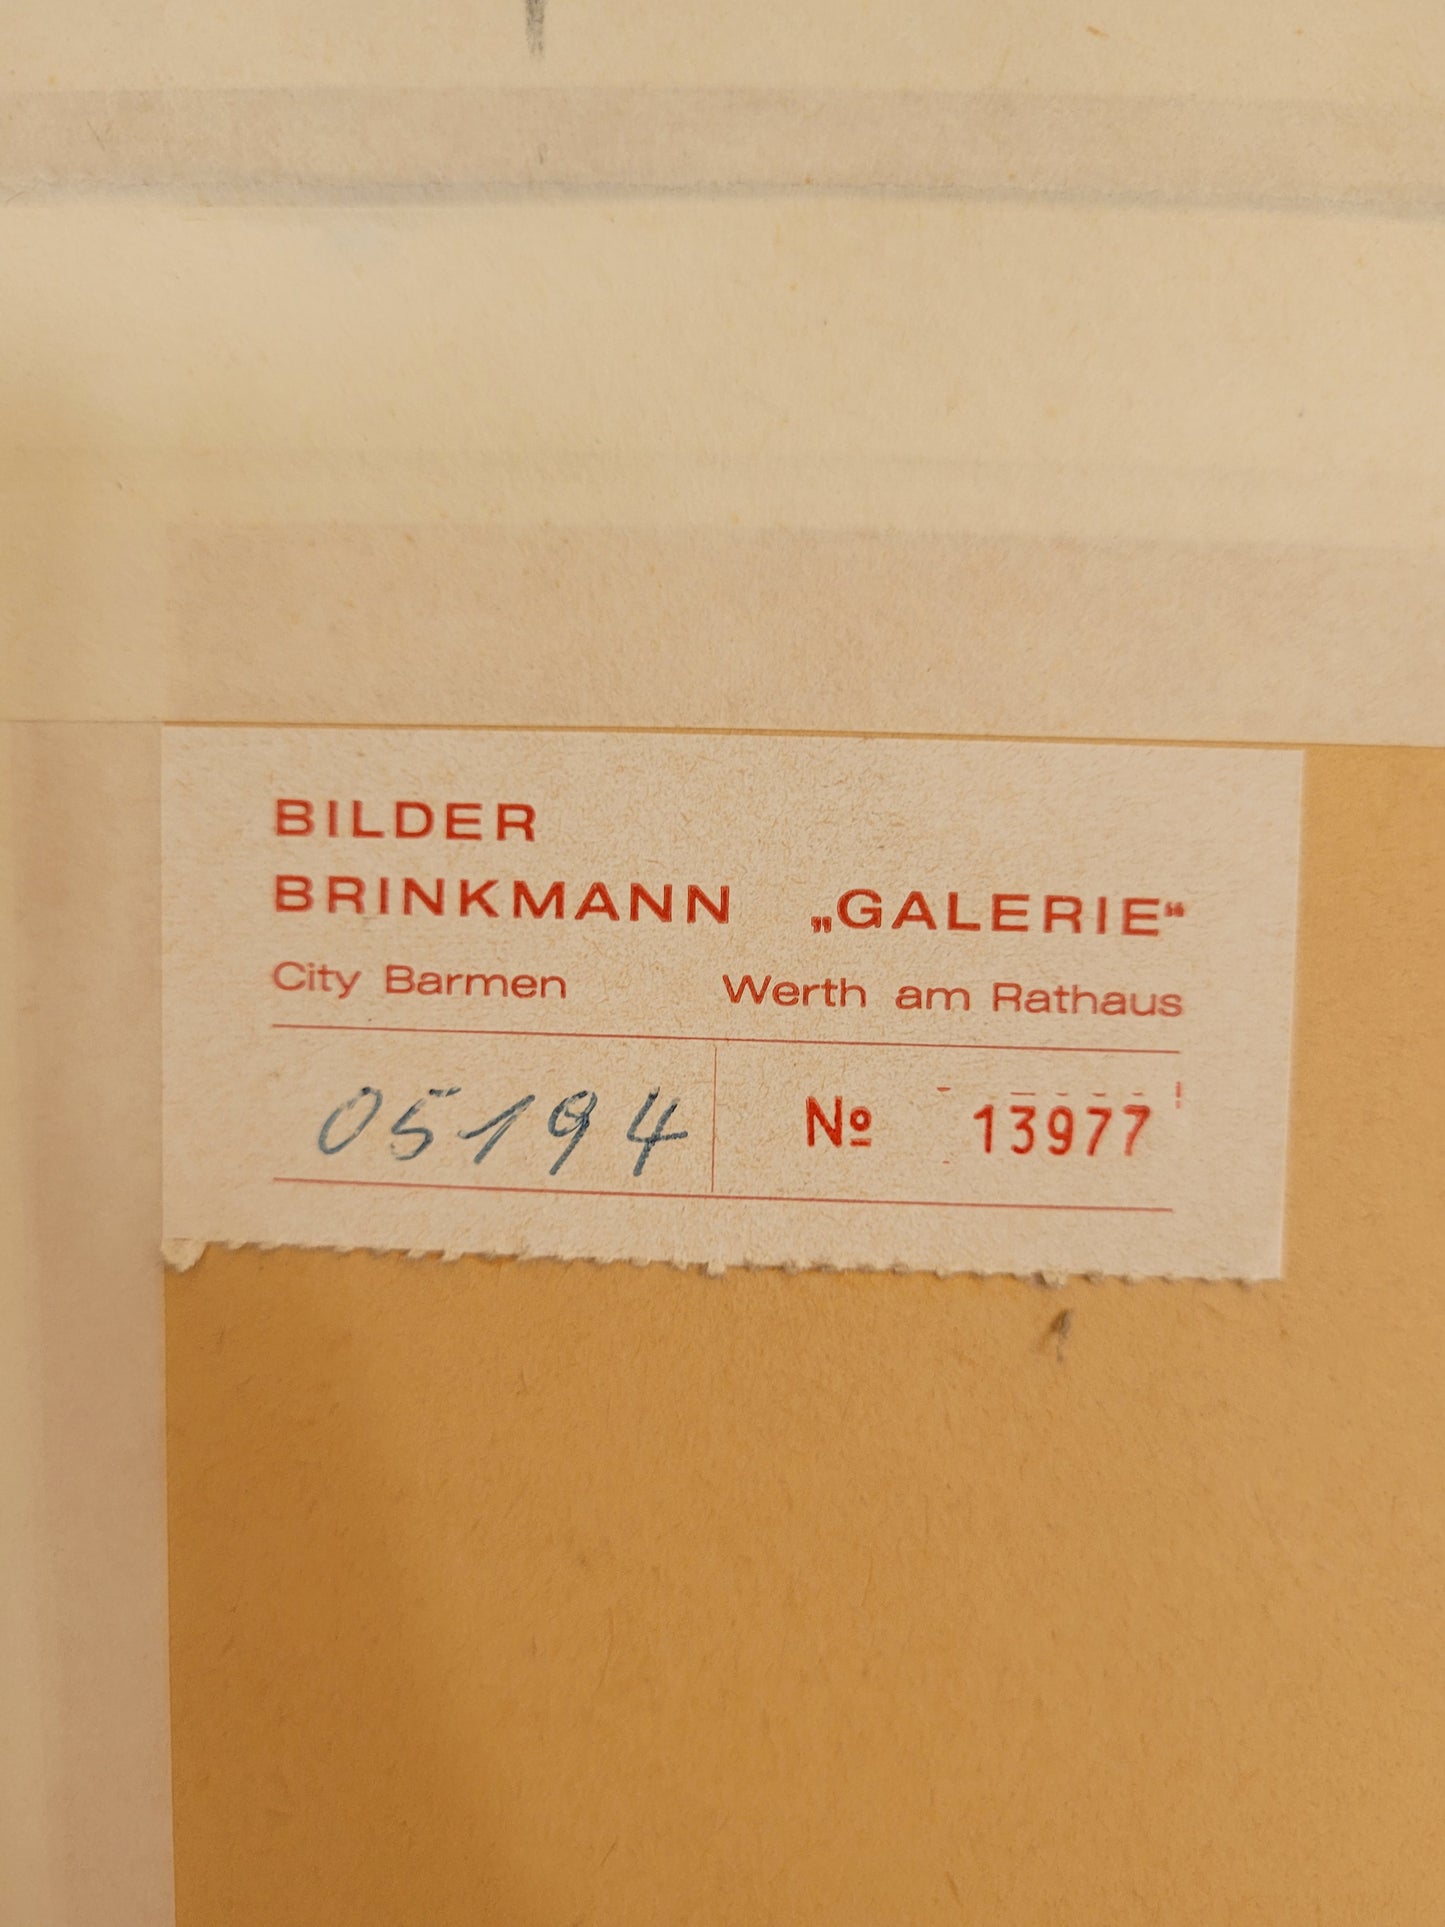 BILDER
BRINKMANN „GALERIE“
City Barmen Werth am Rathaus
05194 Nº 13977